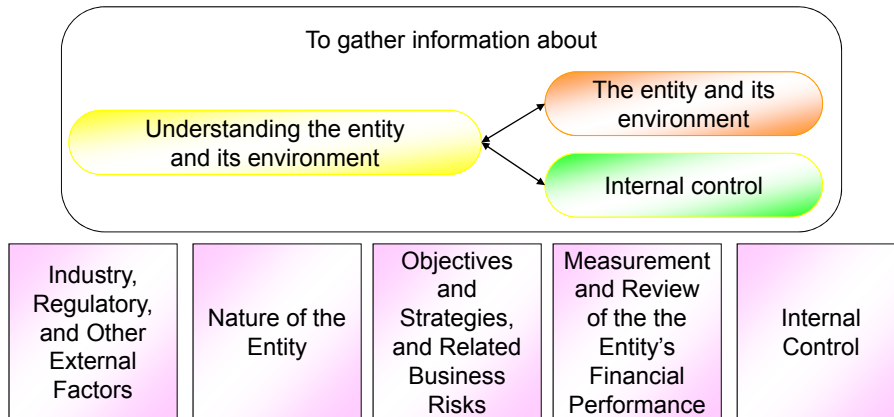 To gather information about
Understanding the entity
and its environment
The entity and its
environment
Internal control
Industry,
Regulatory,
and Other
External
Factors
Nature of the
Entity
Objectives
and
Strategies,
and Related
Business
Risks
Measurement
and Review
of the the
Entity’s
Financial
Performance
Internal
Control